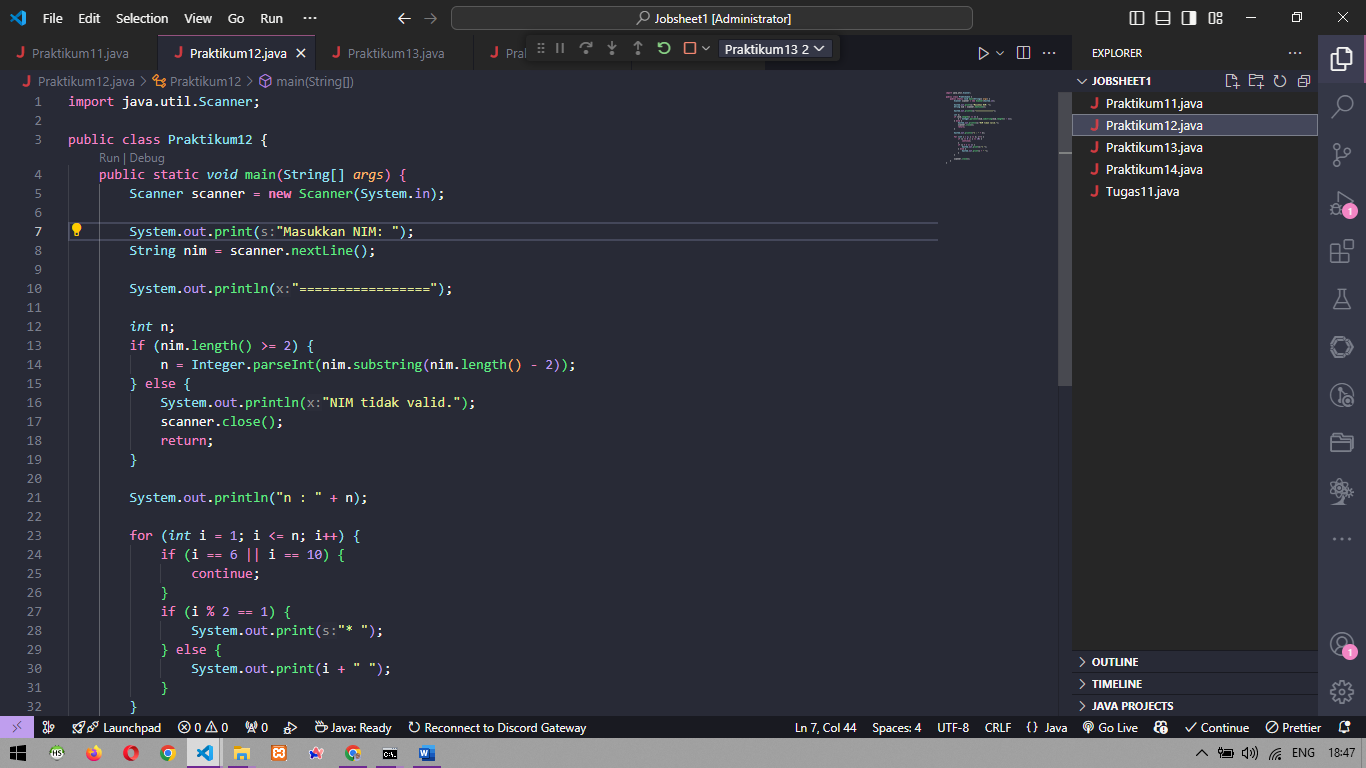 File Edit Selection View Go Run ···
Jobsheet1 [Administrator]
Praktikum11.java
Praktikum12.java
Praktikum13.java
Praktikum13 2
Praktikum12.java > Praktikum12 > main(String[])
1 import java.util.Scanner;
2
3 public class Praktikum12 {
Run | Debug
4 public static void main(String[] args) {
5 Scanner scanner = new Scanner(System.in);
6
7 System.out.print(s:"Masukkan NIM: ");
8 String nim = scanner.nextLine();
9
10 System.out.println(x:"=================");
11
12 int n;
13 if (nim.length() >= 2) {
14 n = Integer.parseInt(nim.substring(nim.length() - 2));
15 } else {
16 System.out.println(x:"NIM tidak valid.");
17 scanner.close();
18 return;
19 }
20
21 System.out.println("n : " + n);
22
23 for (int i = 1; i <= n; i++) {
24 if (i == 6 || i == 10) {
25 continue;
26 }
27 if (i % 2 == 1) {
28 System.out.print(s:"* ");
29 } else {
30 System.out.print(i + " ");
31 }
32 }
EXPLORER
JOBSHEET1
Praktikum11.java
Praktikum12.java
Praktikum13.java
Praktikum14.java
Tugas11.java
OUTLINE
TIMELINE
JAVA PROJECTS
1
1
Launchpad 0 0 0 Java: Ready Reconnect to Discord Gateway Ln 7, Col 44 Spaces: 4 UTF-8 CRLF {} Java Go Live Continue Prettier
ENG 18:47